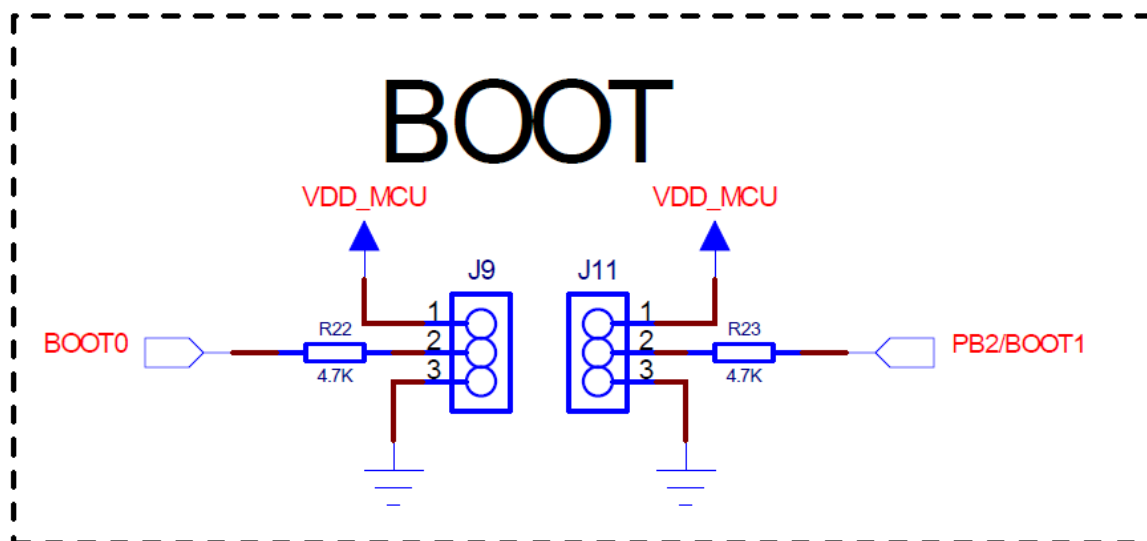 BOOT
VDD_MCU VDD_MCU
J9 J11
1 1
BOOT0 R22 2 2 R23 PB2/BOOT1
4.7K 3 3 4.7K